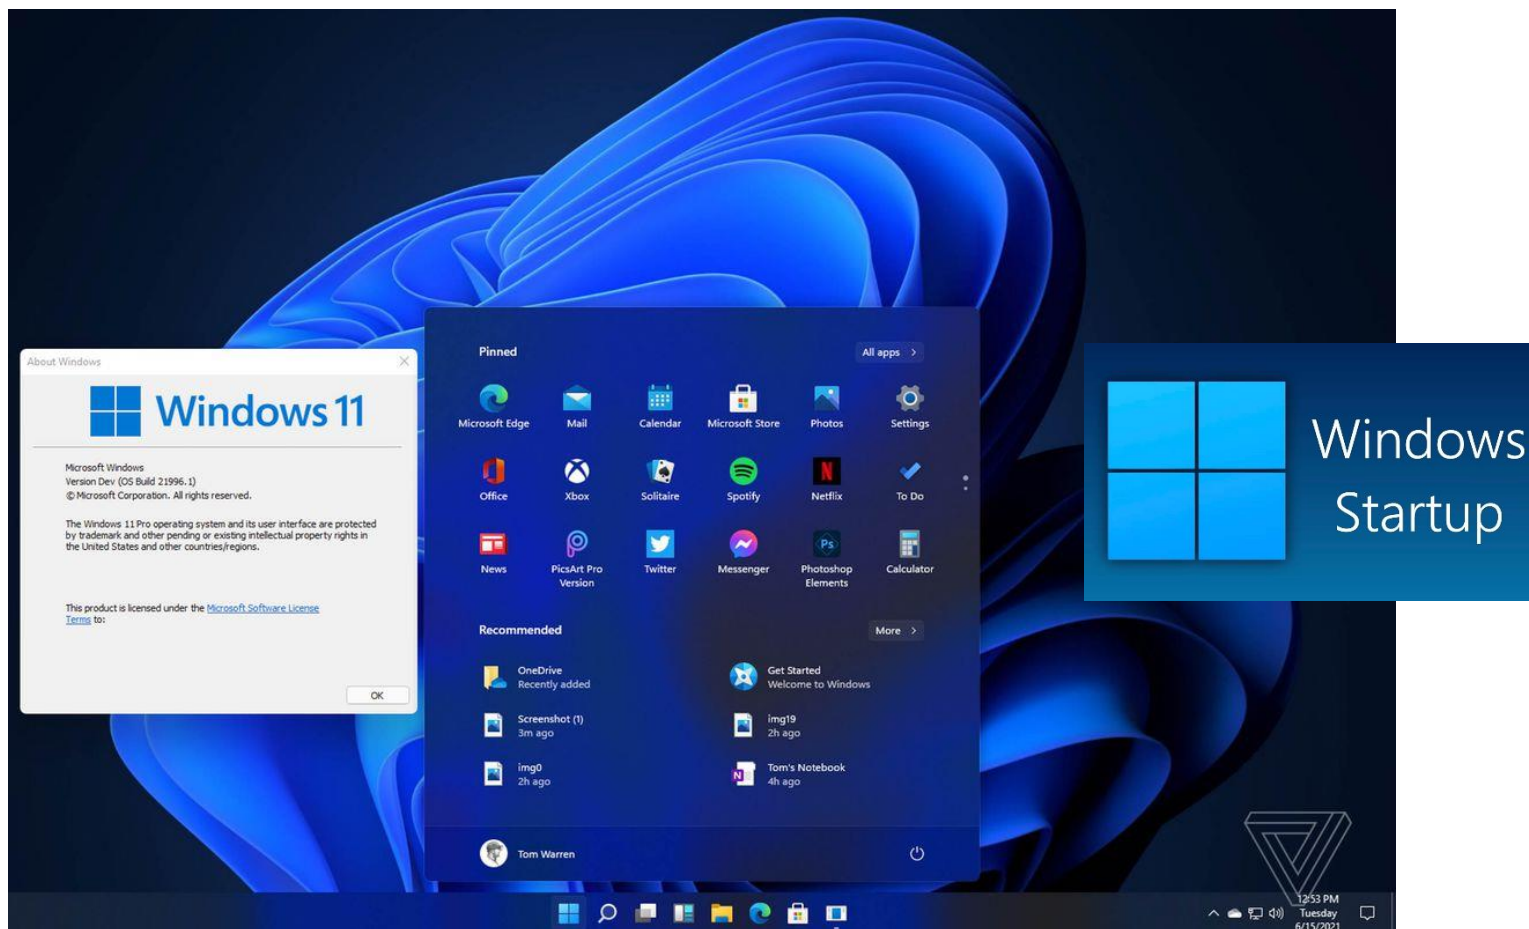 About Windows
Windows 11
Microsoft Windows
Version Dev (OS Build 21996.1)
© Microsoft Corporation. All rights reserved.
The Windows 11 Pro operating system and its user interface are protected
by trademark and other pending or existing intellectual property rights in
the United States and other countries/regions.
This product is licensed under the Microsoft Software License
Terms to:
OK
Pinned
All apps >
Microsoft Edge
Mail
Calendar
Microsoft Store
Photos
Settings
Office
Xbox
Solitaire
Spotify
Netflix
To Do
News
PicsArt Pro
Version
Twitter
Messenger
Ps
Photoshop
Elements
Calculator
Recommended
More >
OneDrive
Recently added
Get Started
Welcome to Windows
Screenshot (1)
3m ago
img19
2h ago
img0
2h ago
N
Tom's Notebook
4h ago
Tom Warren
Windows
Startup
12:53 PM
Tuesday
6/15/2021